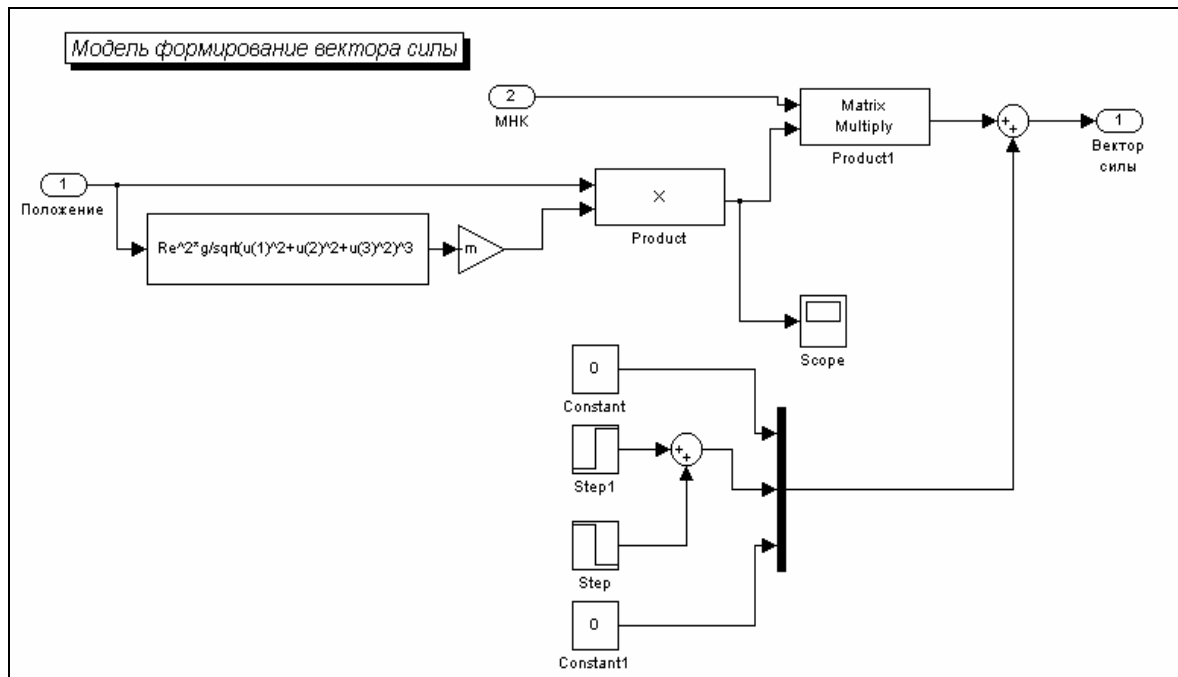 Модель формирование вектора силы
2
МНК
Matrix
Multiply
Product1
+
+
1
Вектор
силы
1
Положение
Re^2*g/sqrt(u(1)^2+u(2)^2+u(3)^2)^3
m
×
Product
Scope
0
Constant
Step1
+
+
Step
0
Constant1